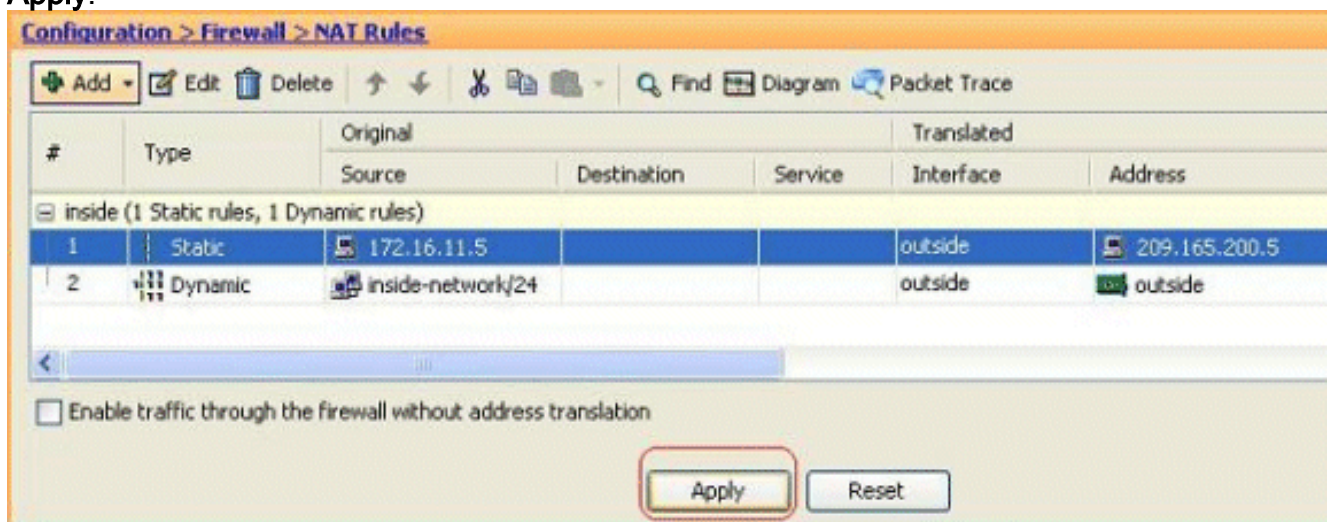 Apply.
Configuration > Firewall > NAT Rules
Add Edit Delete Find Diagram Packet Trace
# Type Original Translated
Source Destination Service Interface Address
inside (1 Static rules, 1 Dynamic rules)
1 Static 172.16.11.5 outside 209.165.200.5
2 Dynamic inside-network/24 outside outside
Enable traffic through the firewall without address translation
Apply Reset